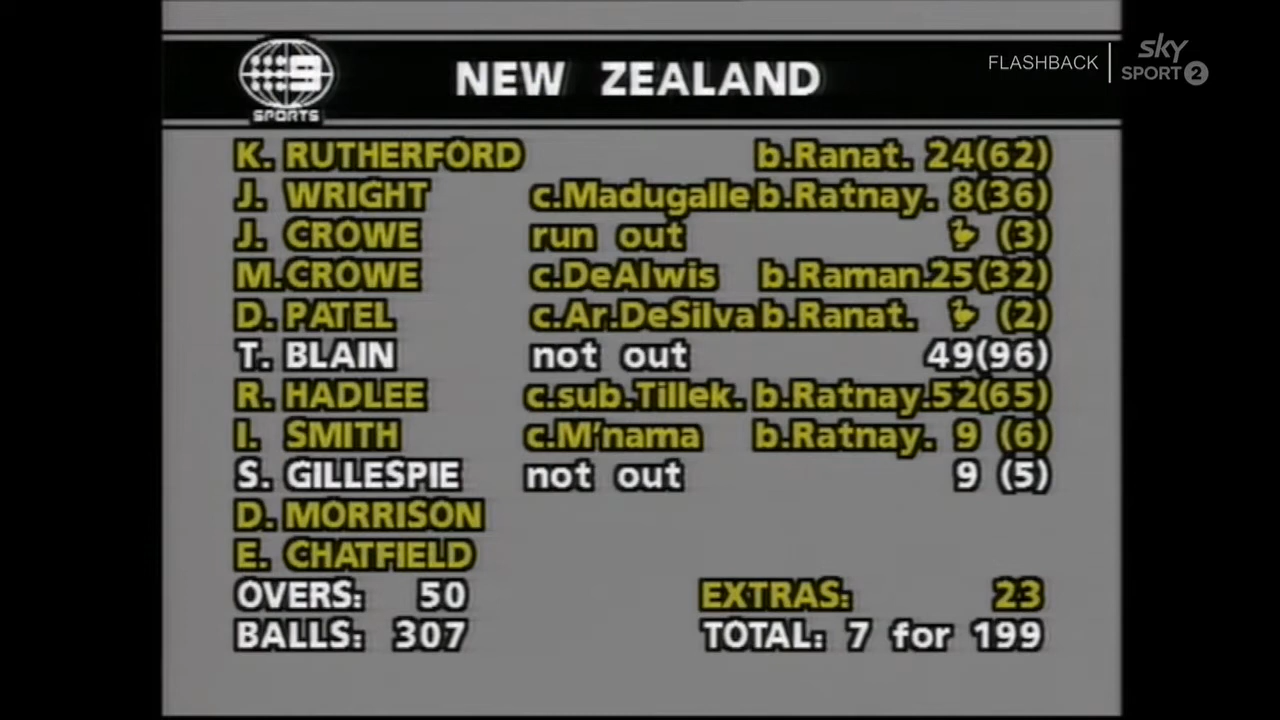 FLASHBACK
sky
SPORT 2
9
SPORTS
NEW ZEALAND
K. RUTHERFORD b.Ranat. 24(62)
J. WRIGHT c.Madugalle b.Ratnay. 8(36)
J. CROWE run out (3)
M.CROWE c.DeAlwis b.Raman.25(32)
D. PATEL c.Ar.DeSilva b.Ranat. (2)
T. BLAIN not out 49(96)
R. HADLEE c.sub.Tillek. b.Ratnay.52(65)
I. SMITH c.M'nama b.Ratnay. 9 (6)
S. GILLESPIE not out 9 (5)
D. MORRISON
E. CHATFIELD
OVERS: 50 EXTRAS: 23
BALLS: 307 TOTAL: 7 for 199